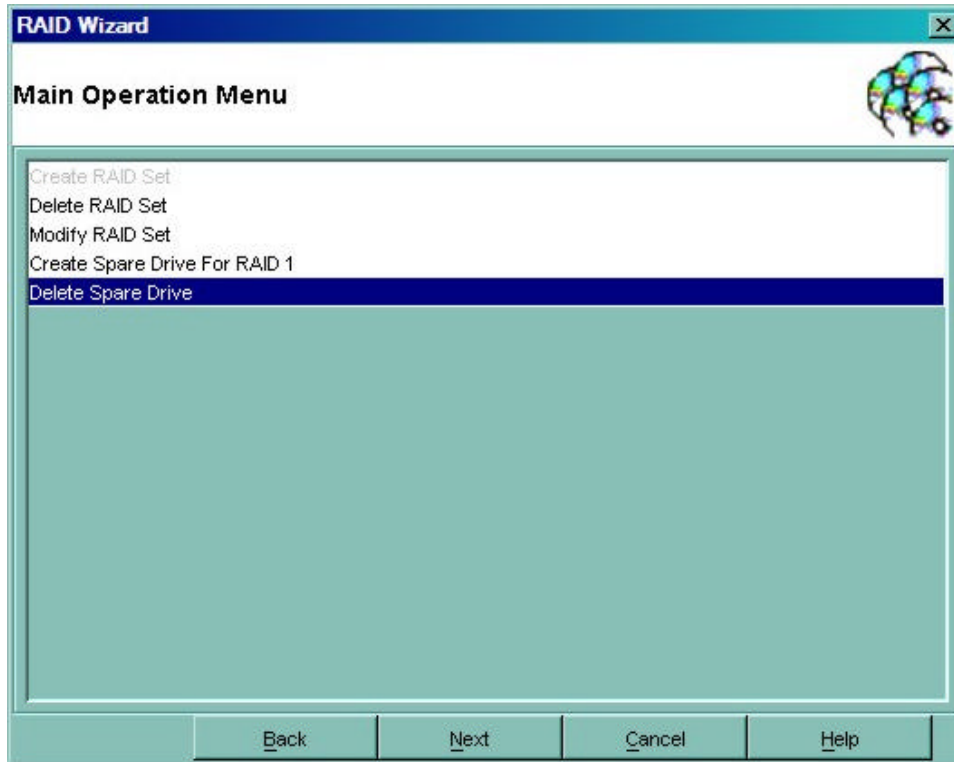 RAID Wizard
Main Operation Menu
Create RAID Set
Delete RAID Set
Modify RAID Set
Create Spare Drive For RAID 1
Delete Spare Drive
Back Next Cancel Help